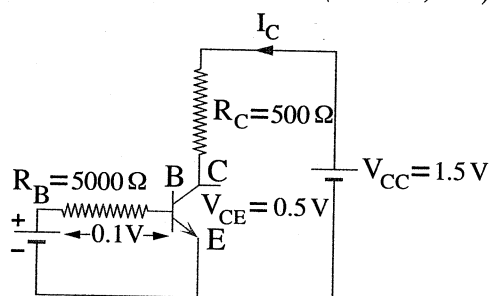 I_C
R_C=500 Ω
R_B=5000 Ω
B C
V_CC=1.5 V
V_CE=0.5 V
+
0.1V
E
−